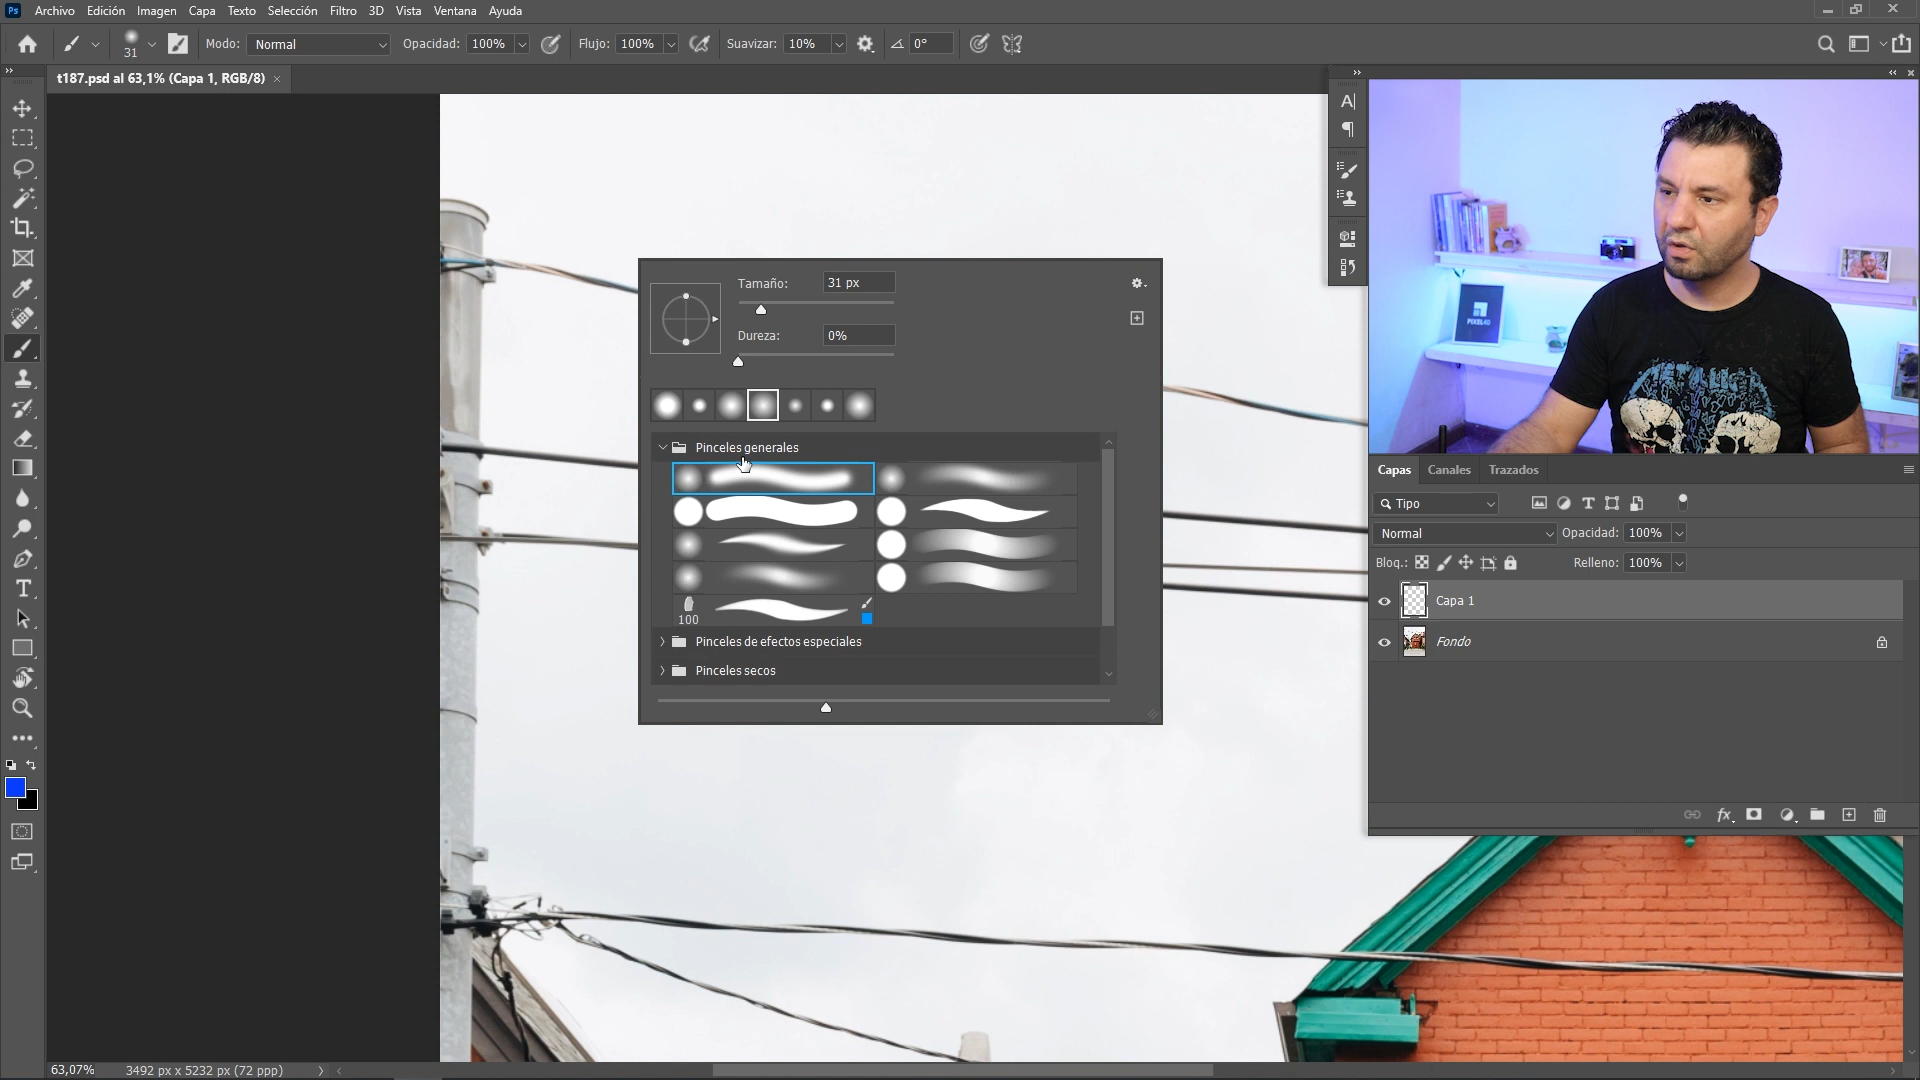 Ps Archivo Edición Imagen Capa Texto Selección Filtro 3D Vista Ventana Ayuda
31 Modo: Normal Opacidad: 100% Flujo: 100% Suavizar: 10% 0°
t187.psd al 63,1% (Capa 1, RGB/8)
Tamaño: 31 px
Dureza: 0%
Pinceles generales
100
Pinceles de efectos especiales
Pinceles secos
PIXEL40
Capas Canales Trazados
Tipo
Normal Opacidad: 100%
Bloq.: Relleno: 100%
Capa 1
Fondo
fx
63,07% 3492 px x 5232 px (72 ppp)